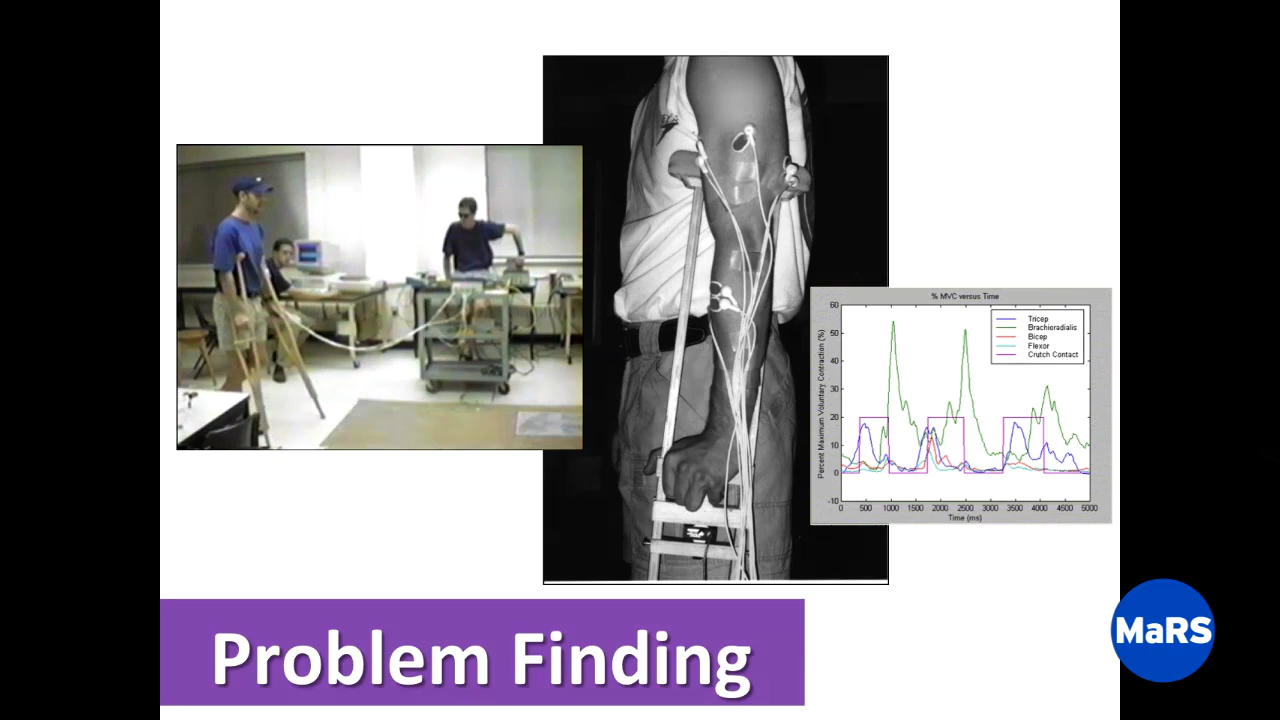 % MVC versus Time
60
50
40
30
20
10
0
-10
Percent Maximum Voluntary Contraction (%)
Tricep
Brachioradialis
Bicep
Flexor
Crutch Contact
0 500 1000 1500 2000 2500 3000 3500 4000 4500 5000
Time (ms)
MaRS
Problem Finding